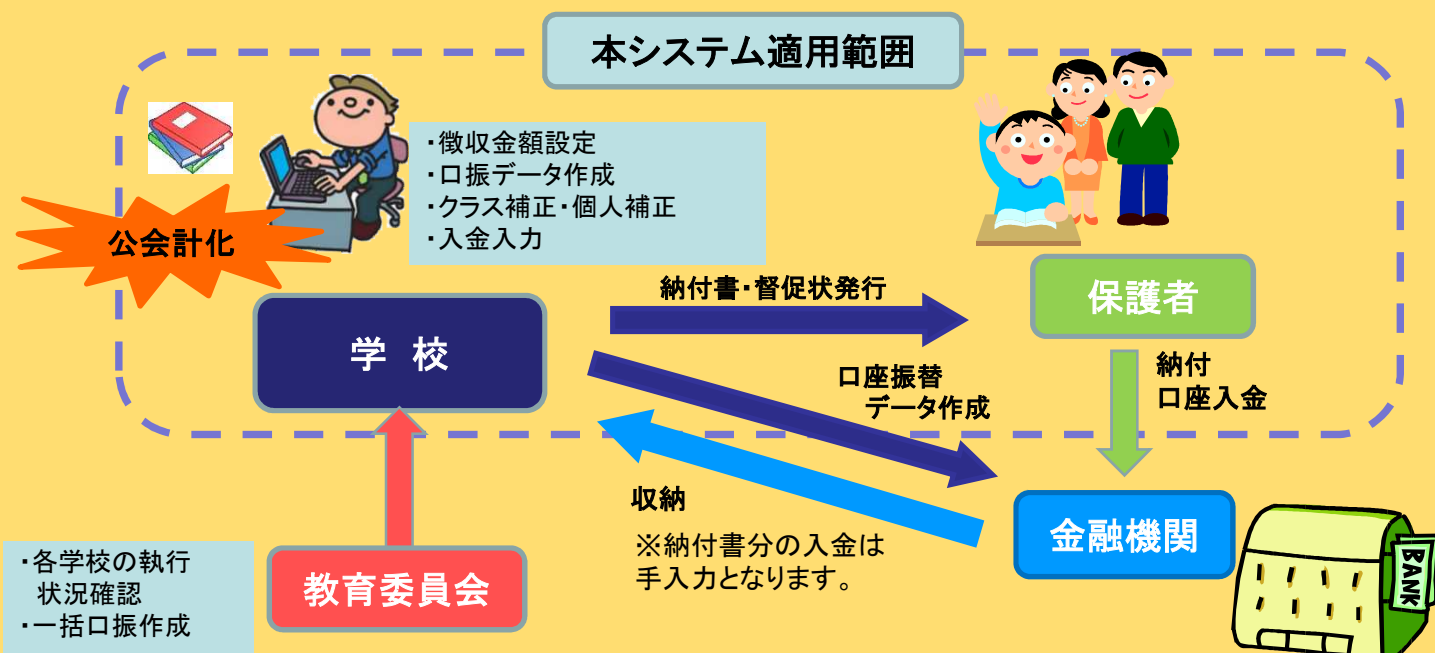 本システム適用範囲
・徴収金額設定
・口振データ作成
・クラス補正・個人補正
・入金入力
公会計化
納付書・督促状発行
保護者
学 校
納付
口座入金
口座振替
データ作成
収納
※納付書分の入金は
手入力となります。
金融機関
BANK
・各学校の執行
状況確認
・一括口振作成
教育委員会